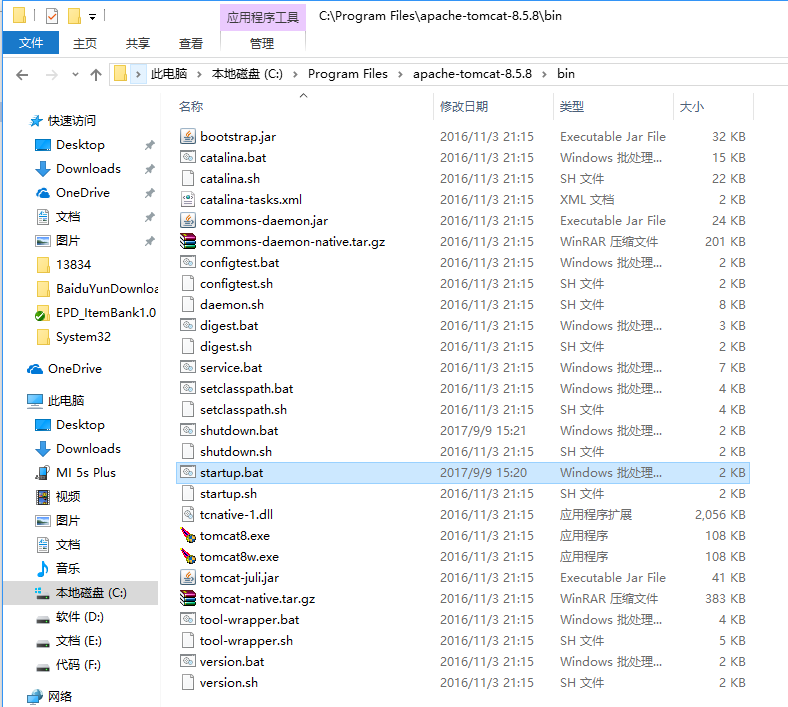 应用程序工具 C:\Program Files\apache-tomcat-8.5.8\bin
文件 主页 共享 查看 管理
此电脑 本地磁盘 (C:) Program Files apache-tomcat-8.5.8 bin
名称 修改日期 类型 大小
快速访问
Desktop
Downloads
OneDrive
文档
图片
13834
BaiduYunDownloa
EPD_ItemBank1.0
System32
OneDrive
此电脑
Desktop
Downloads
MI 5s Plus
视频
图片
文档
音乐
本地磁盘 (C:)
软件 (D:)
文档 (E:)
代码 (F:)
网络
bootstrap.jar 2016/11/3 21:15 Executable Jar File 32 KB
catalina.bat 2016/11/3 21:15 Windows 批处理... 15 KB
catalina.sh 2016/11/3 21:15 SH 文件 22 KB
catalina-tasks.xml 2016/11/3 21:15 XML 文档 2 KB
commons-daemon.jar 2016/11/3 21:15 Executable Jar File 24 KB
commons-daemon-native.tar.gz 2016/11/3 21:15 WinRAR 压缩文件 201 KB
configtest.bat 2016/11/3 21:15 Windows 批处理... 2 KB
configtest.sh 2016/11/3 21:15 SH 文件 2 KB
daemon.sh 2016/11/3 21:15 SH 文件 8 KB
digest.bat 2016/11/3 21:15 Windows 批处理... 3 KB
digest.sh 2016/11/3 21:15 SH 文件 2 KB
service.bat 2016/11/3 21:15 Windows 批处理... 7 KB
setclasspath.bat 2016/11/3 21:15 Windows 批处理... 4 KB
setclasspath.sh 2016/11/3 21:15 SH 文件 4 KB
shutdown.bat 2017/9/9 15:21 Windows 批处理... 2 KB
shutdown.sh 2016/11/3 21:15 SH 文件 2 KB
startup.bat 2017/9/9 15:20 Windows 批处理... 2 KB
startup.sh 2016/11/3 21:15 SH 文件 2 KB
tcnative-1.dll 2016/11/3 21:15 应用程序扩展 2,056 KB
tomcat8.exe 2016/11/3 21:15 应用程序 108 KB
tomcat8w.exe 2016/11/3 21:15 应用程序 108 KB
tomcat-juli.jar 2016/11/3 21:15 Executable Jar File 41 KB
tomcat-native.tar.gz 2016/11/3 21:15 WinRAR 压缩文件 383 KB
tool-wrapper.bat 2016/11/3 21:15 Windows 批处理... 4 KB
tool-wrapper.sh 2016/11/3 21:15 SH 文件 5 KB
version.bat 2016/11/3 21:15 Windows 批处理... 2 KB
version.sh 2016/11/3 21:15 SH 文件 2 KB